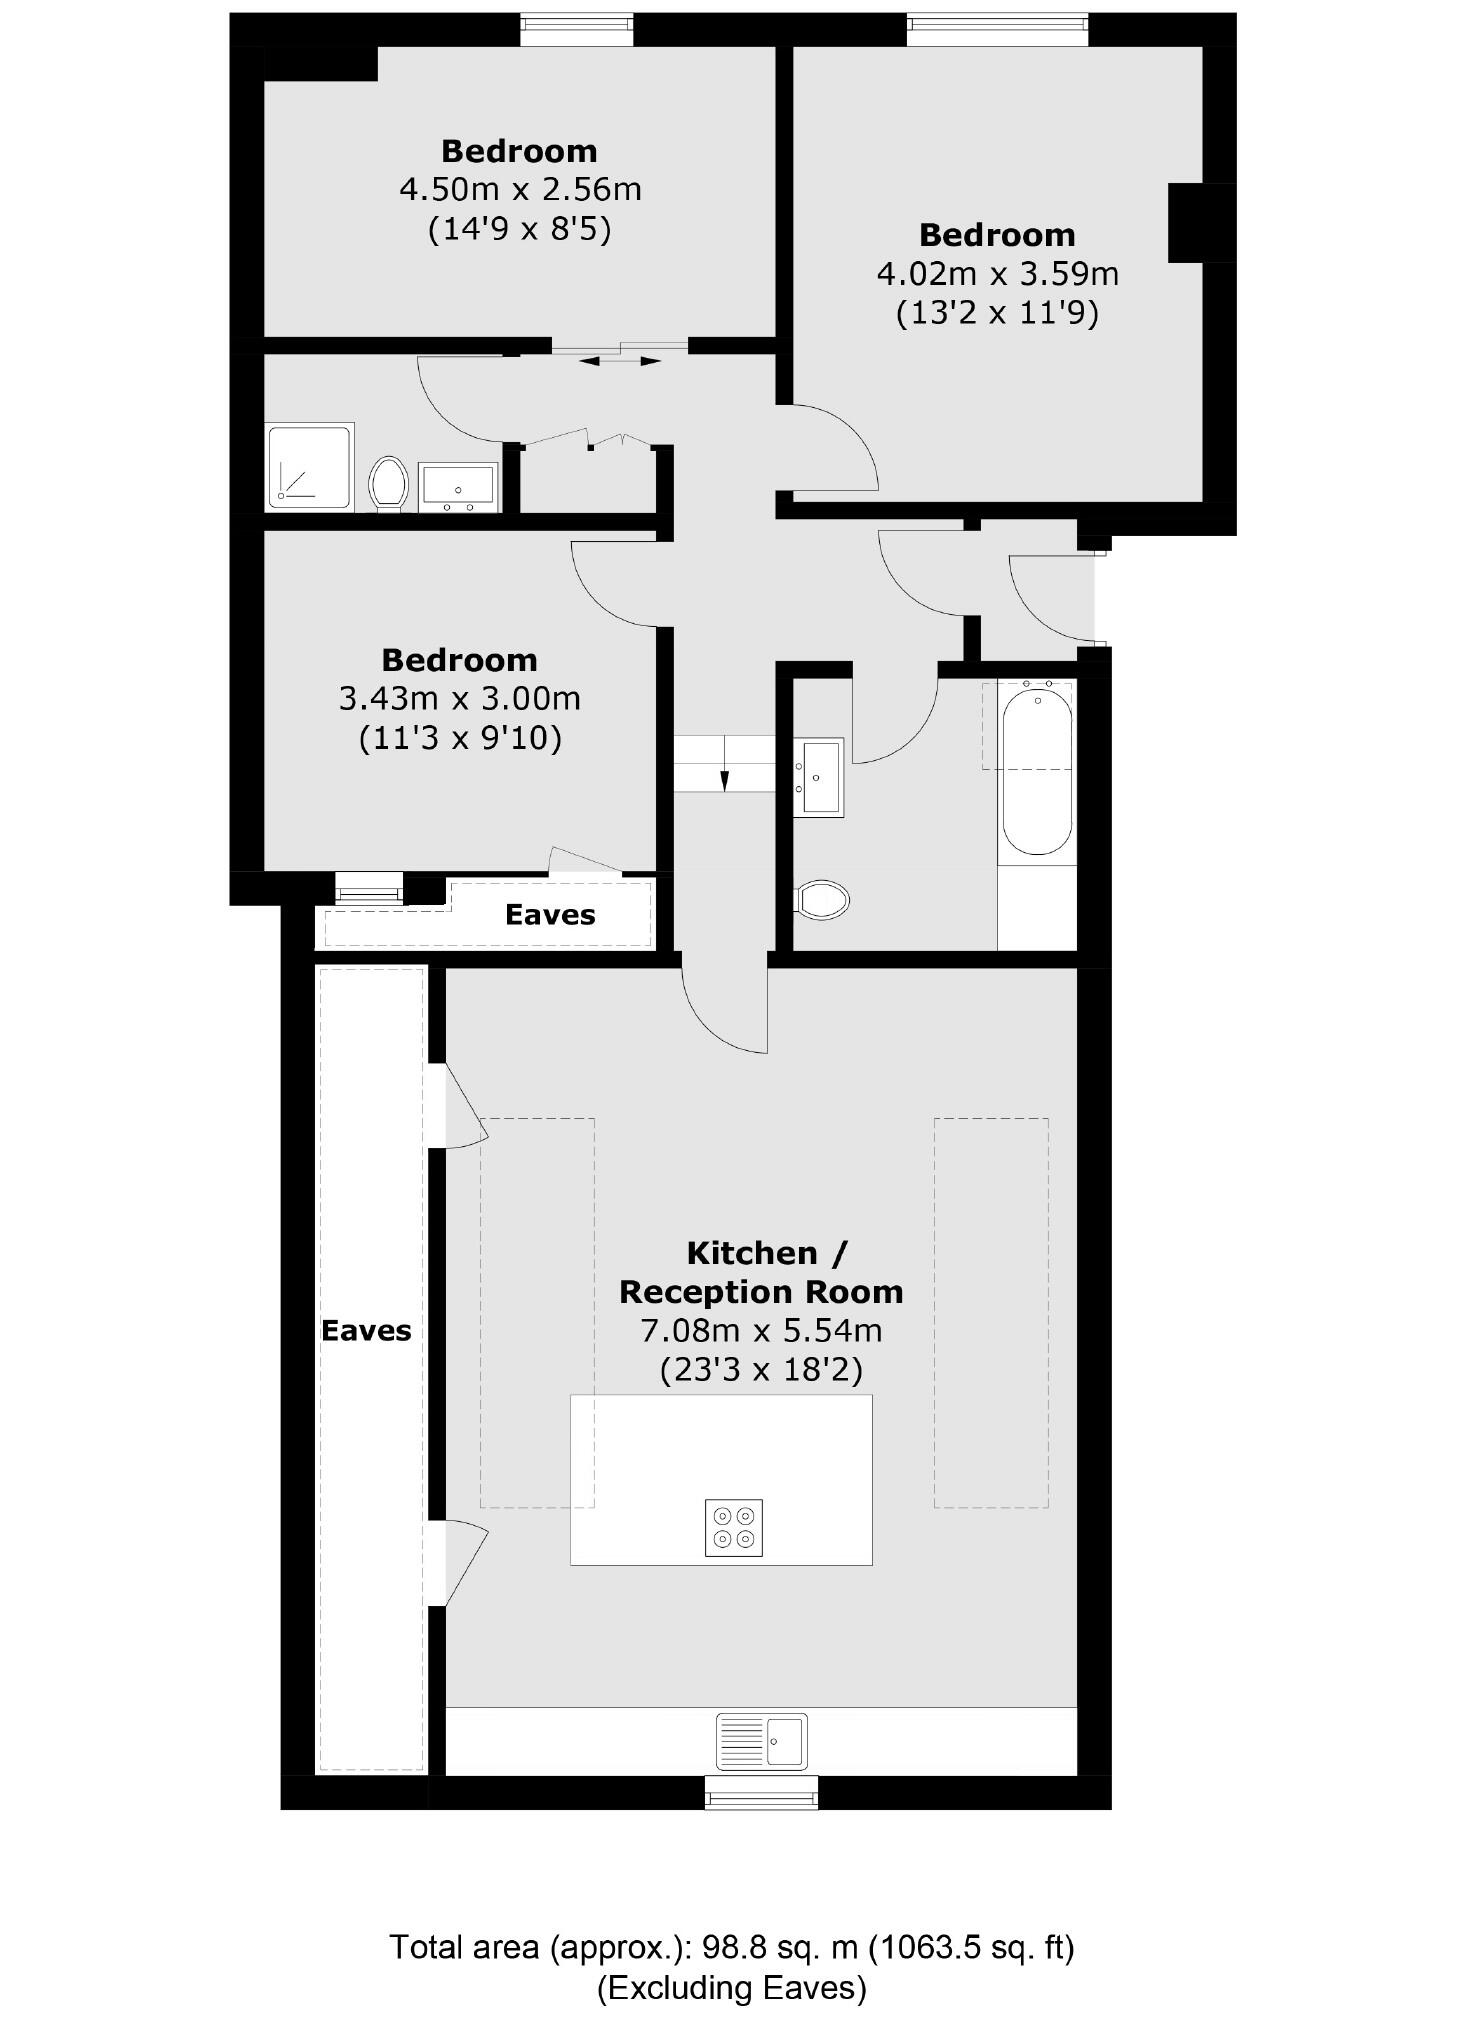 Bedroom
4.50m x 2.56m
(14'9 x 8'5)
Bedroom
4.02m x 3.59m
(13'2 x 11'9)
Bedroom
3.43m x 3.00m
(11'3 x 9'10)
Eaves
Kitchen /
Reception Room
7.08m x 5.54m
(23'3 x 18'2)
Eaves
Total area (approx.): 98.8 sq. m (1063.5 sq. ft)
(Excluding Eaves)